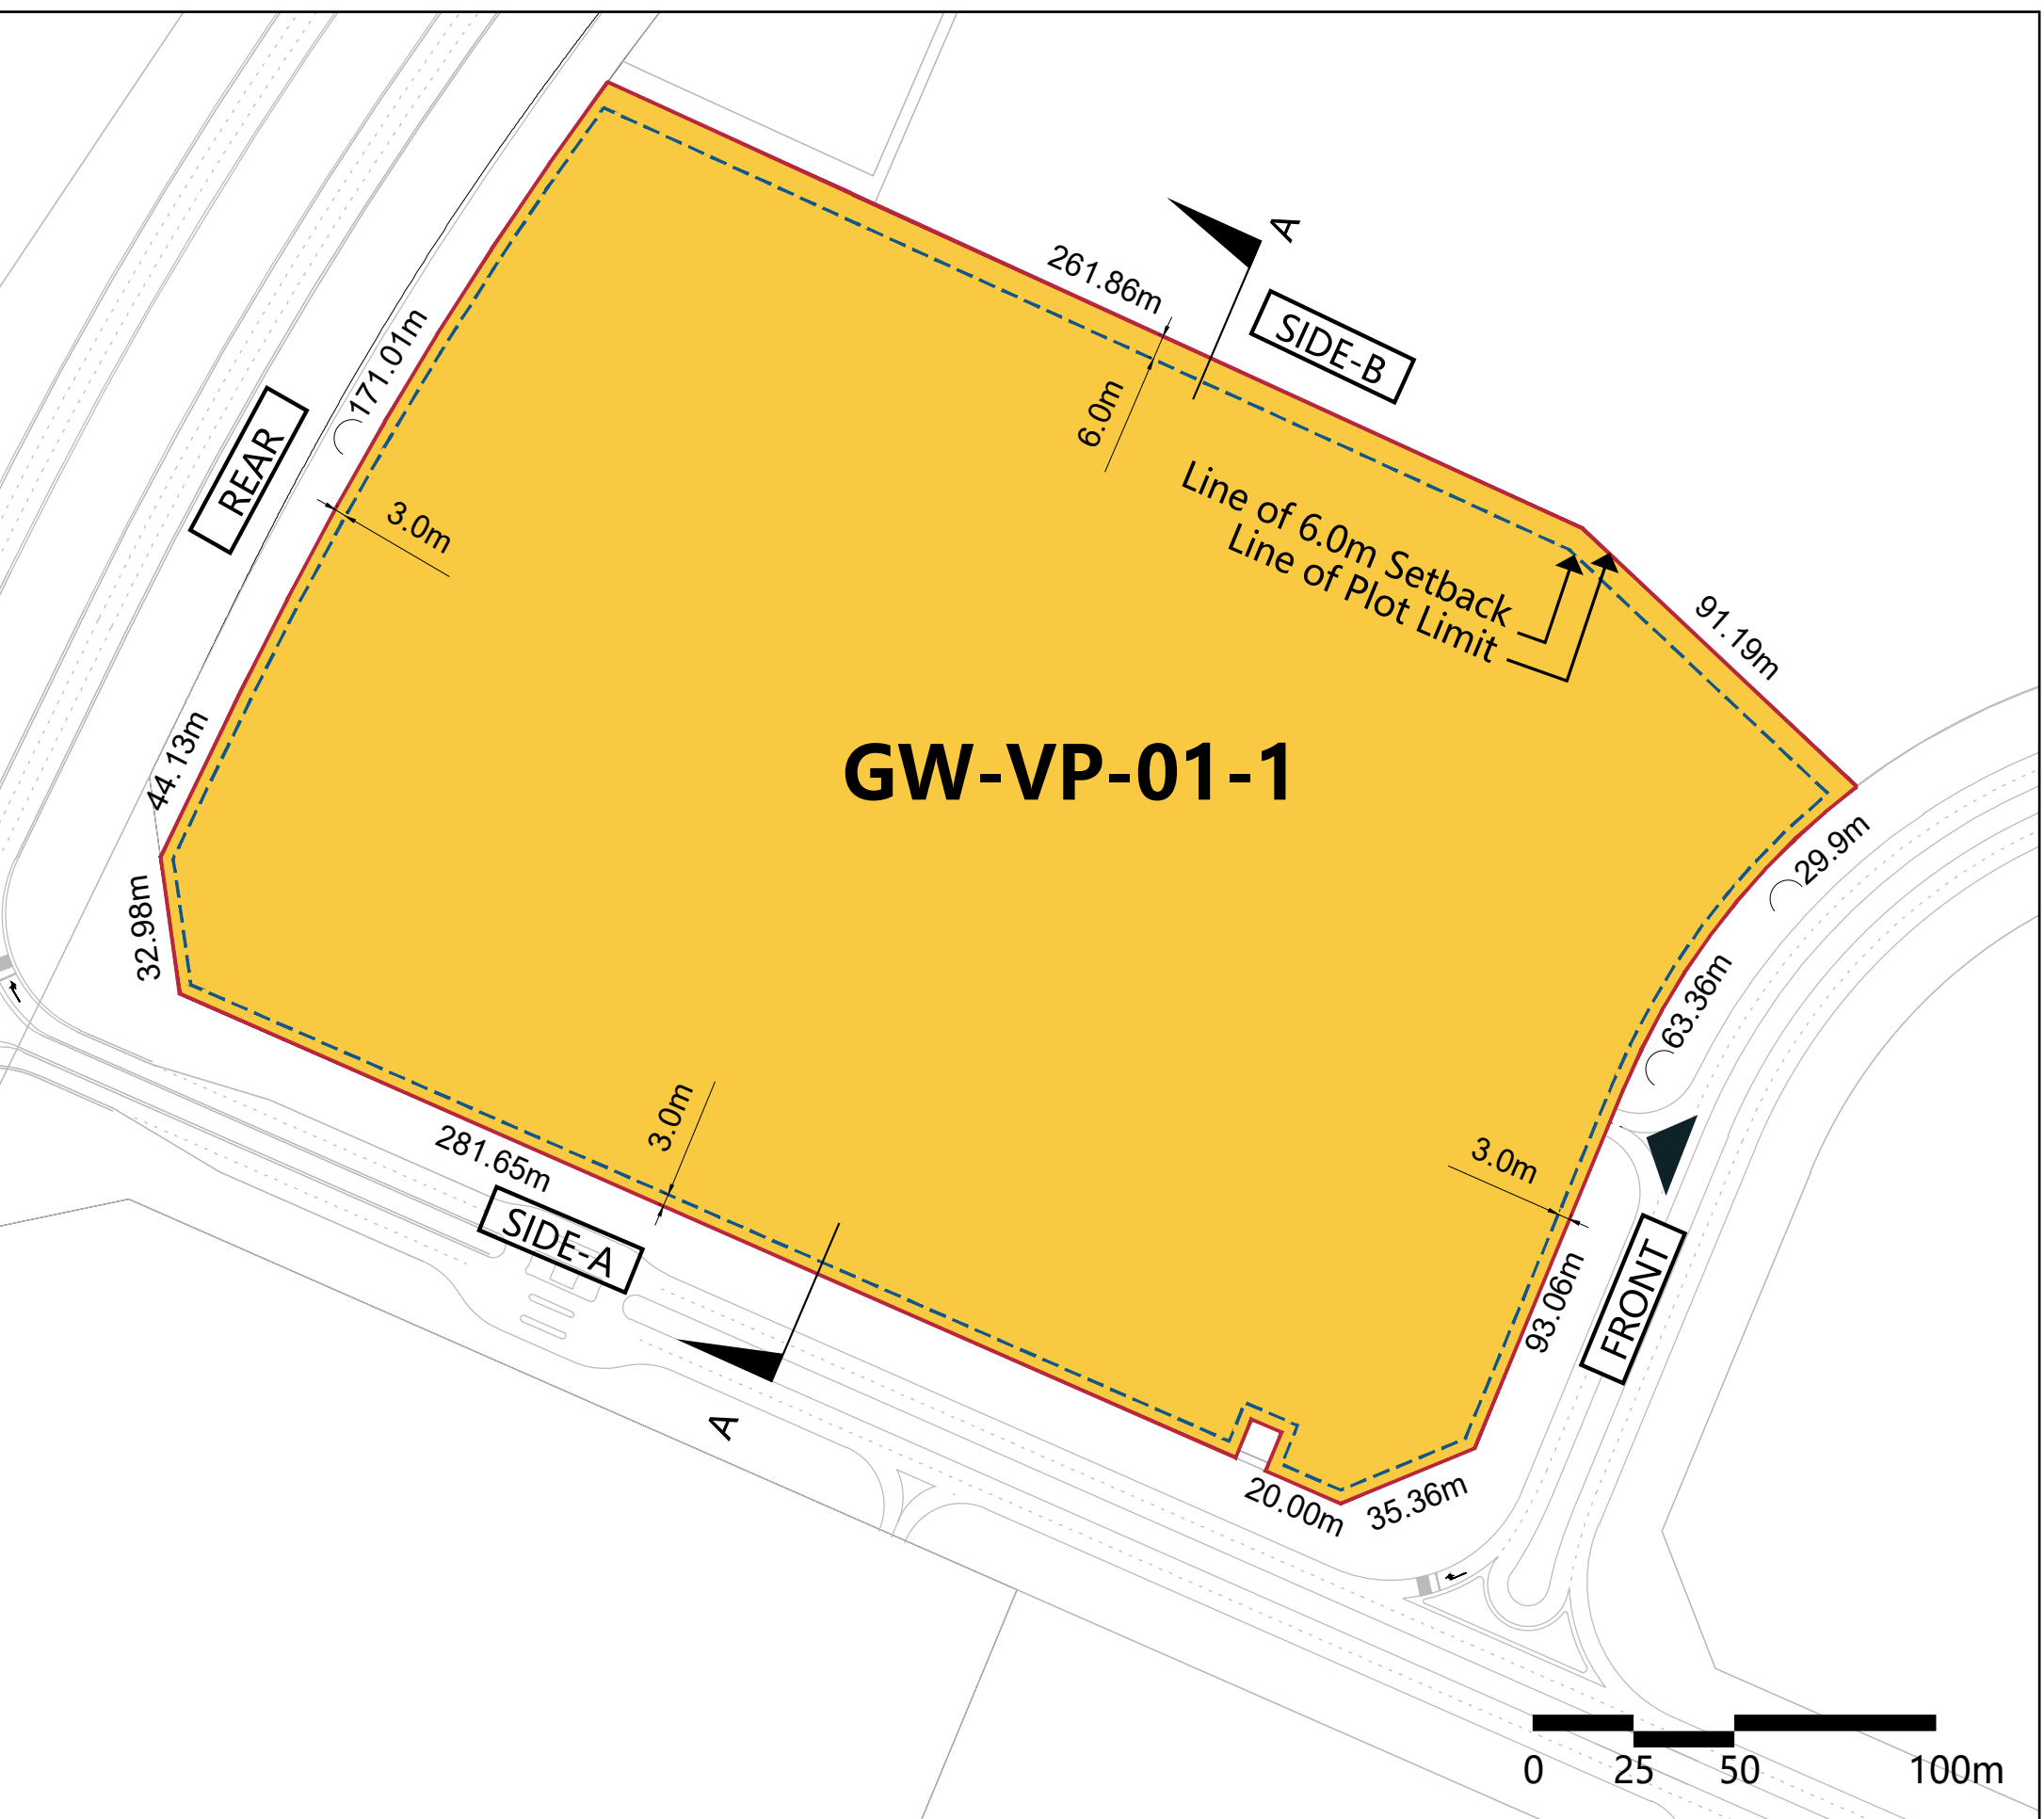 A
261.86m
SIDE-B
171.01m
6.0m
REAR
3.0m
Line of 6.0m Setback
Line of Plot Limit
91.19m
44.13m
GW-VP-01-1
29.9m
32.98m
63.36m
3.0m
281.65m
3.0m
SIDE-A
93.06m
FRONT
A
20.00m
35.36m
0 25 50 100m